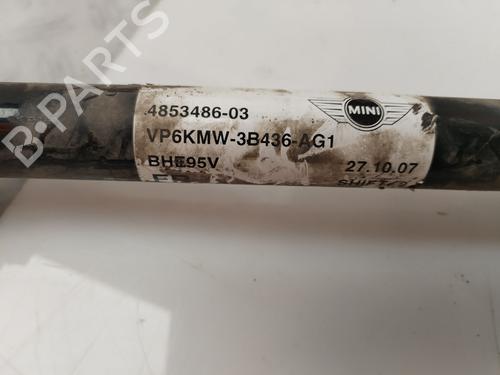 B-PARTS
4853486-03
MINI
VP6KMW-3B436-AG1
BHE95V
27.10.07